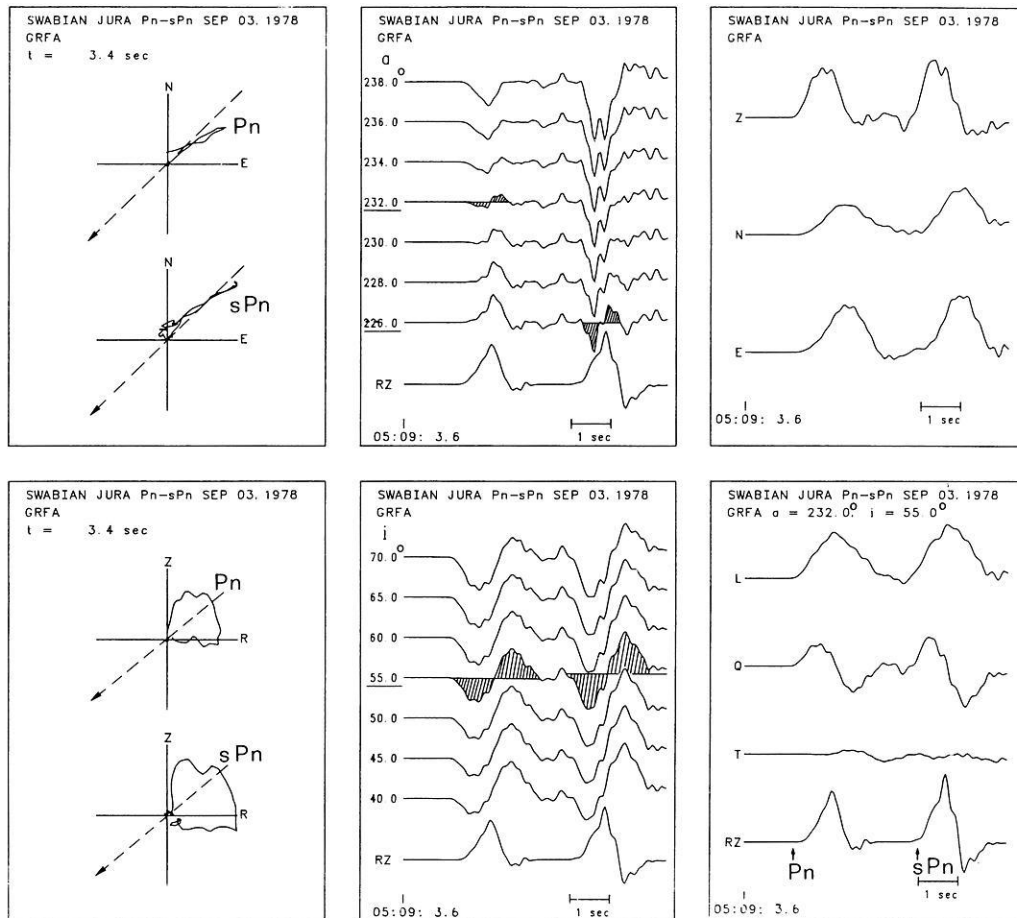 SWABIAN JURA Pn-sPn SEP 03.1978
GRFA
t = 3.4 sec
N
Pn
E
N
sPn
E
SWABIAN JURA Pn-sPn SEP 03.1978
GRFA
a
238.0°
236.0
234.0
232.0
230.0
228.0
226.0
RZ
1 sec
05:09: 3.6
SWABIAN JURA Pn-sPn SEP 03.1978
GRFA
Z
N
E
1 sec
05:09: 3.6
SWABIAN JURA Pn-sPn SEP 03.1978
GRFA
t = 3.4 sec
Z
Pn
R
Z
sPn
R
SWABIAN JURA Pn-sPn SEP 03.1978
GRFA
i
70.0°
65.0
60.0
55.0
50.0
45.0
40.0
RZ
1 sec
05:09: 3.6
SWABIAN JURA Pn-sPn SEP 03.1978
GRFA a = 232.0° i = 55.0°
L
Q
T
RZ
Pn
sPn
1 sec
05:09: 3.6